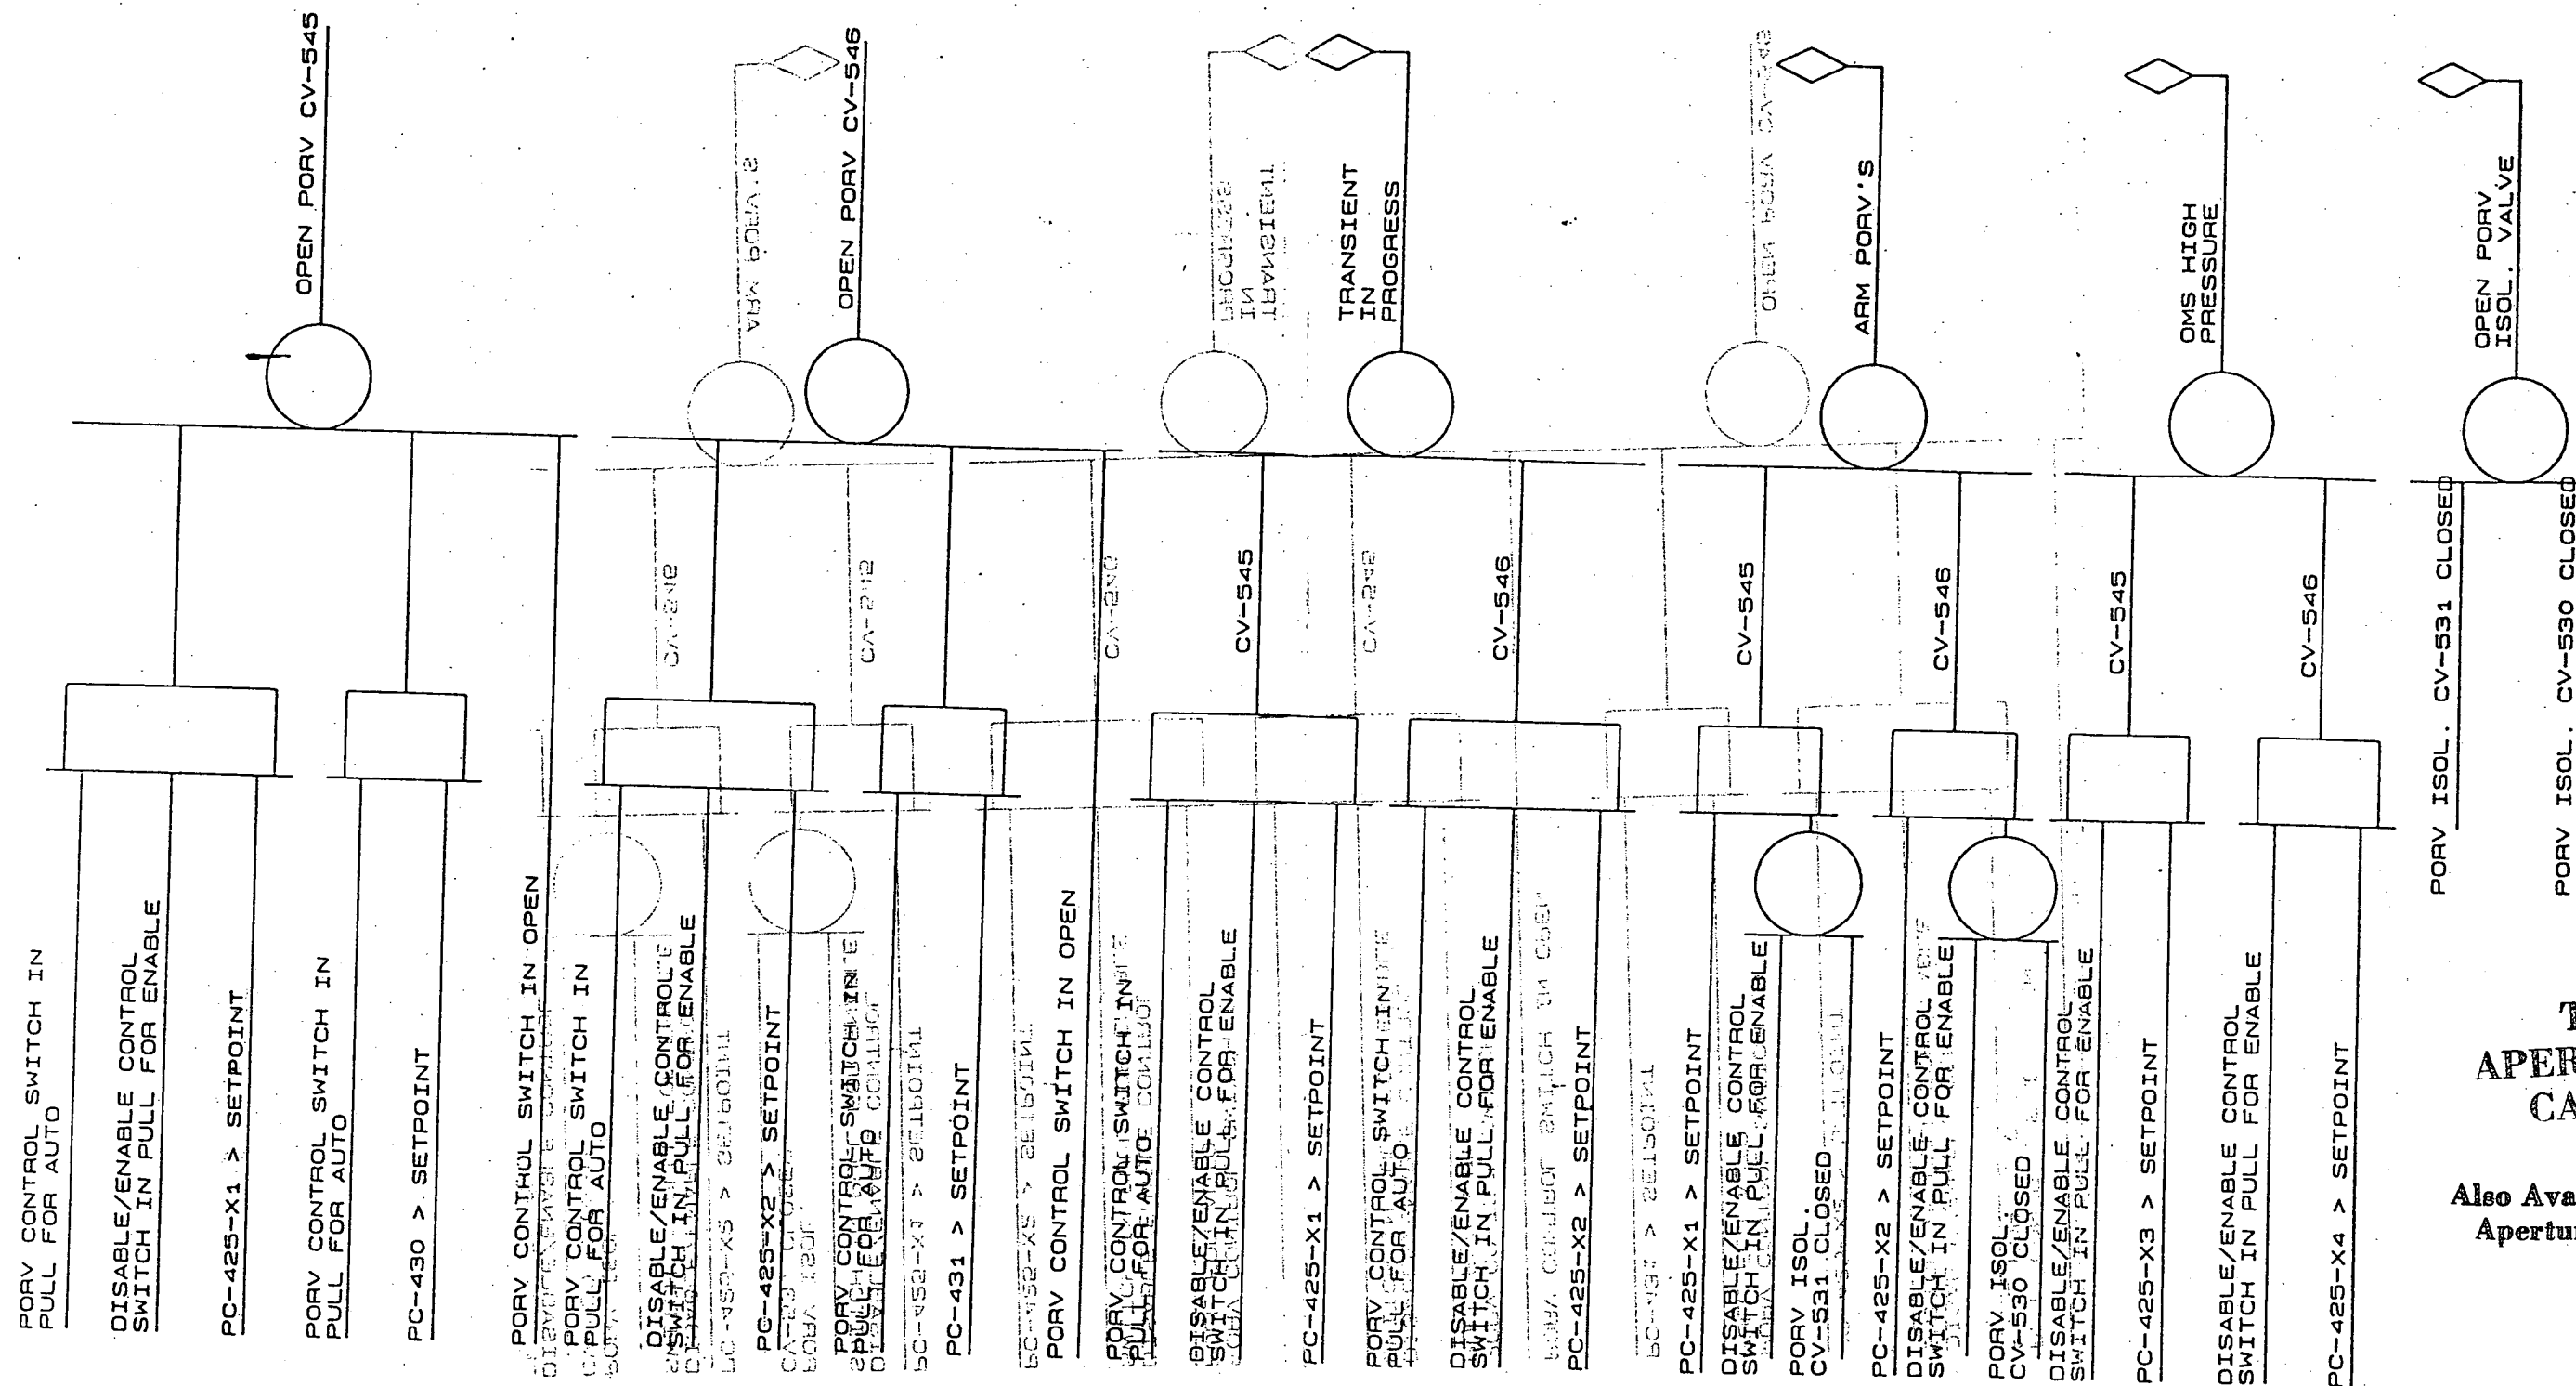 OPEN PORV CV-545
OPEN PORV CV-546
TRANSIENT
IN
PROGRESS
ARM PORV'S
OMS HIGH
PRESSURE
OPEN PORV
ISOL. VALVE
CV-545
CV-546
CV-545
CV-546
CV-545
CV-546
PORV ISOL. CV-531 CLOSED
PORV ISOL. CV-530 CLOSED
PORV CONTROL SWITCH IN
PULL FOR AUTO
DISABLE/ENABLE CONTROL
SWITCH IN PULL FOR ENABLE
PC-425-X1 > SETPOINT
PORV CONTROL SWITCH IN
PULL FOR AUTO
PC-430 > SETPOINT
PORV CONTROL SWITCH IN OPEN
PORV CONTROL SWITCH IN
PULL FOR AUTO
DISABLE/ENABLE CONTROL
SWITCH IN PULL FOR ENABLE
PC-425-X2 > SETPOINT
PORV CONTROL SWITCH IN
PULL FOR AUTO
PC-431 > SETPOINT
PORV CONTROL SWITCH IN OPEN
PORV CONTROL SWITCH IN
PULL FOR AUTO
DISABLE/ENABLE CONTROL
SWITCH IN PULL FOR ENABLE
PC-425-X1 > SETPOINT
PORV CONTROL SWITCH IN
PULL FOR AUTO
DISABLE/ENABLE CONTROL
SWITCH IN PULL FOR ENABLE
PC-425-X2 > SETPOINT
PC-425-X1 > SETPOINT
DISABLE/ENABLE CONTROL
SWITCH IN PULL FOR ENABLE
PORV ISOL.
CV-531 CLOSED
PC-425-X2 > SETPOINT
DISABLE/ENABLE CONTROL
SWITCH IN PULL FOR ENABLE
PORV ISOL.
CV-530 CLOSED
DISABLE/ENABLE CONTROL
SWITCH IN PULL FOR ENABLE
PC-425-X3 > SETPOINT
DISABLE/ENABLE CONTROL
SWITCH IN PULL FOR ENABLE
PC-425-X4 > SETPOINT
APER
CA
Also Ava
Apertu